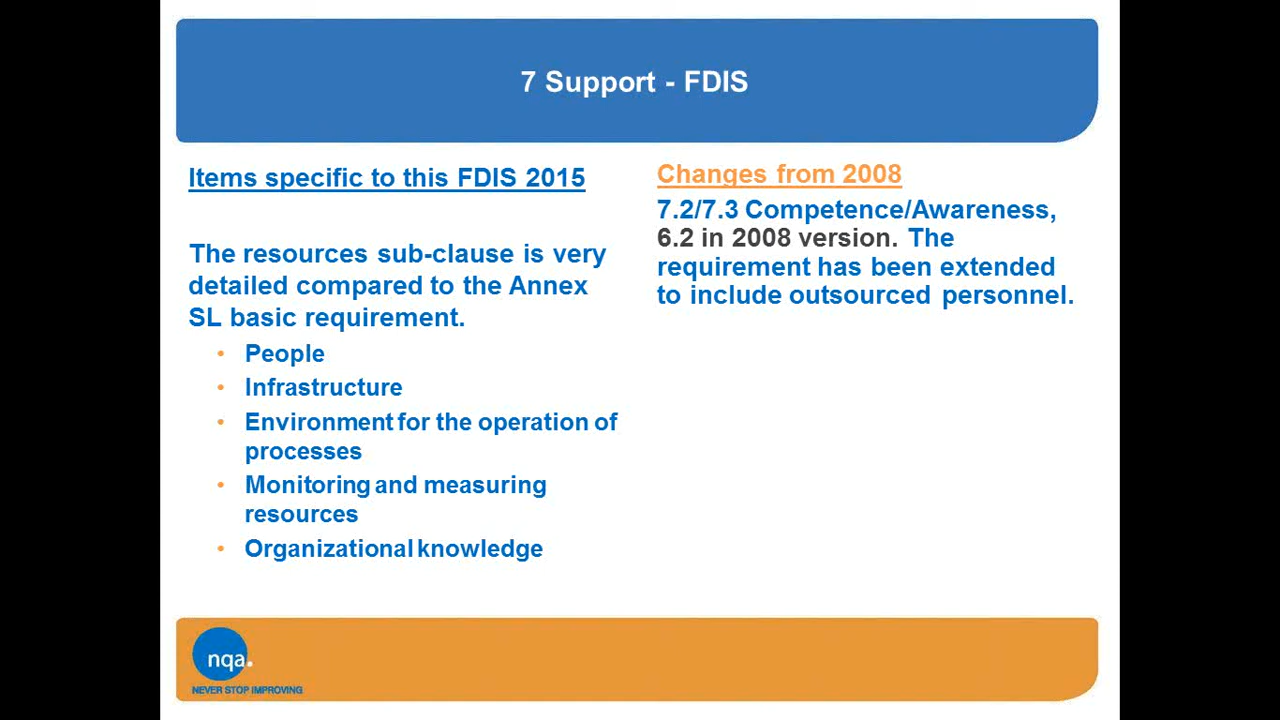 7 Support - FDIS
Items specific to this FDIS 2015
The resources sub-clause is very
detailed compared to the Annex
SL basic requirement.
• People
• Infrastructure
• Environment for the operation of
processes
• Monitoring and measuring
resources
• Organizational knowledge
Changes from 2008
7.2/7.3 Competence/Awareness,
6.2 in 2008 version. The
requirement has been extended
to include outsourced personnel.
nqa.
NEVER STOP IMPROVING